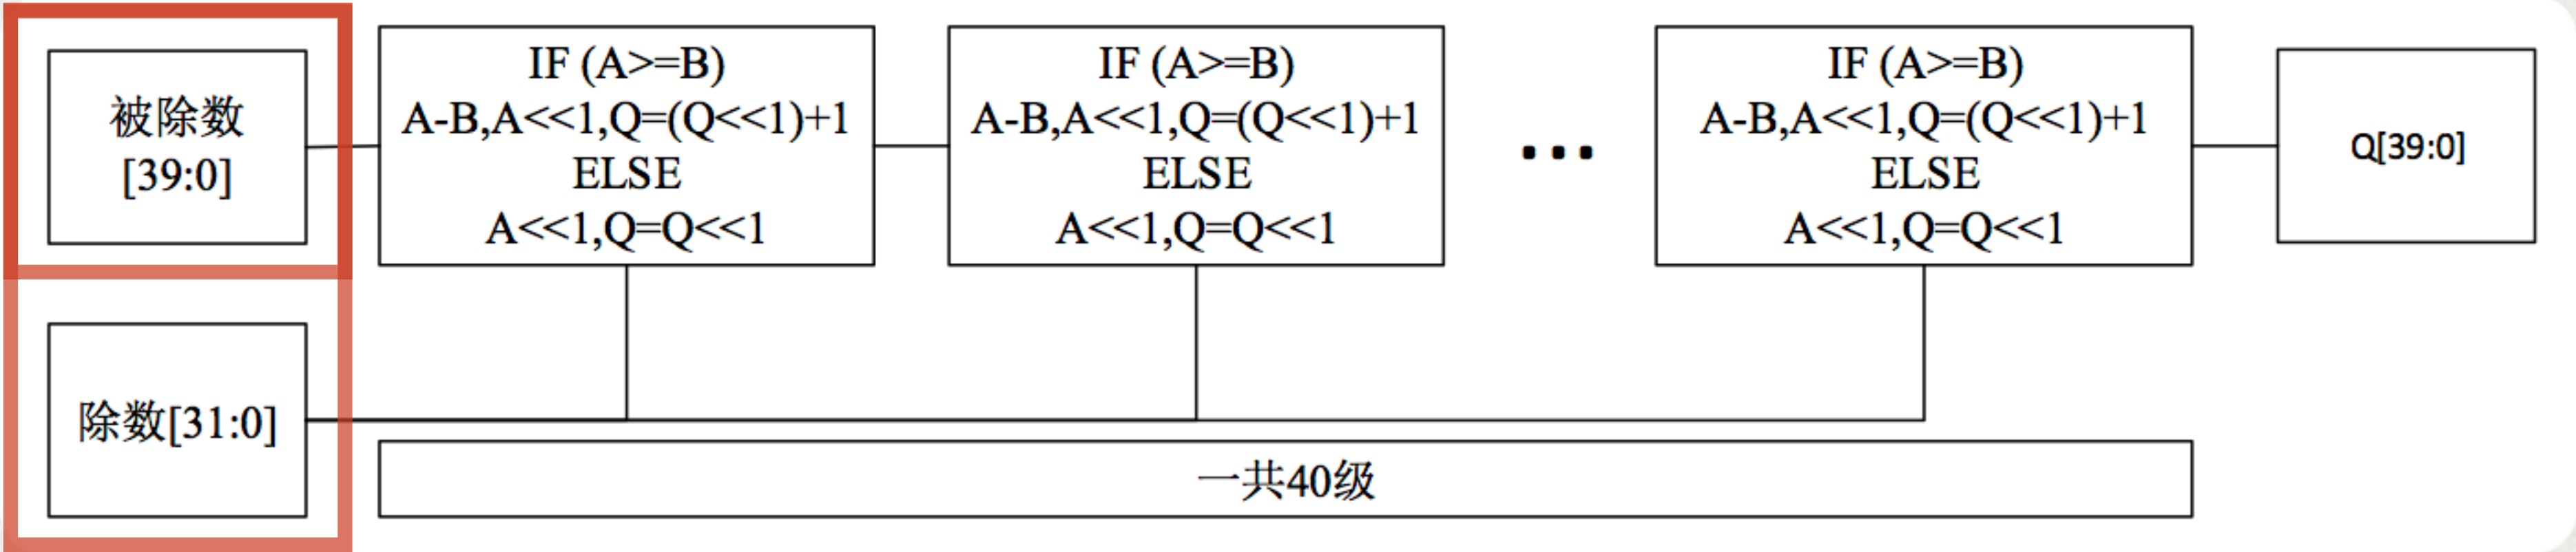 被除数
[39:0]
IF (A>=B)
A-B,A<<1,Q=(Q<<1)+1
ELSE
A<<1,Q=Q<<1
IF (A>=B)
A-B,A<<1,Q=(Q<<1)+1
ELSE
A<<1,Q=Q<<1
...
IF (A>=B)
A-B,A<<1,Q=(Q<<1)+1
ELSE
A<<1,Q=Q<<1
Q[39:0]
除数[31:0]
一共40级